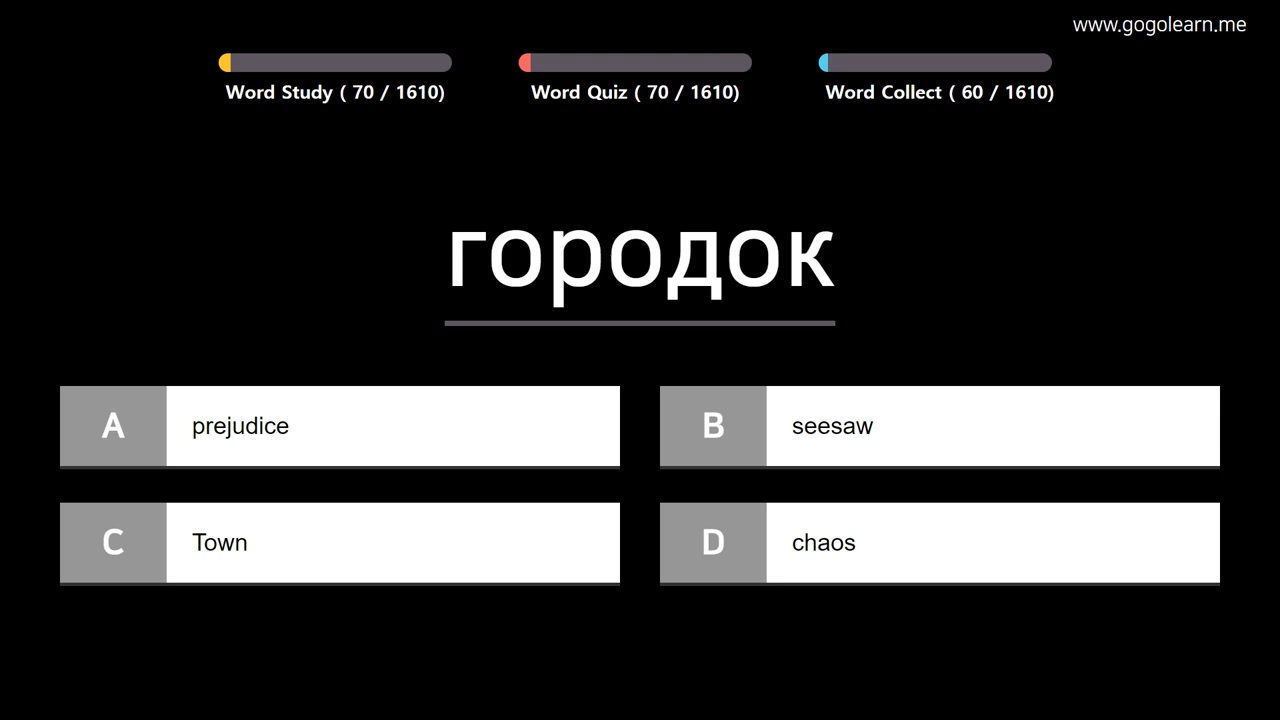 www.gogolearn.me
Word Study ( 70 / 1610)
Word Quiz ( 70 / 1610)
Word Collect ( 60 / 1610)
городок
A prejudice
B seesaw
C Town
D chaos